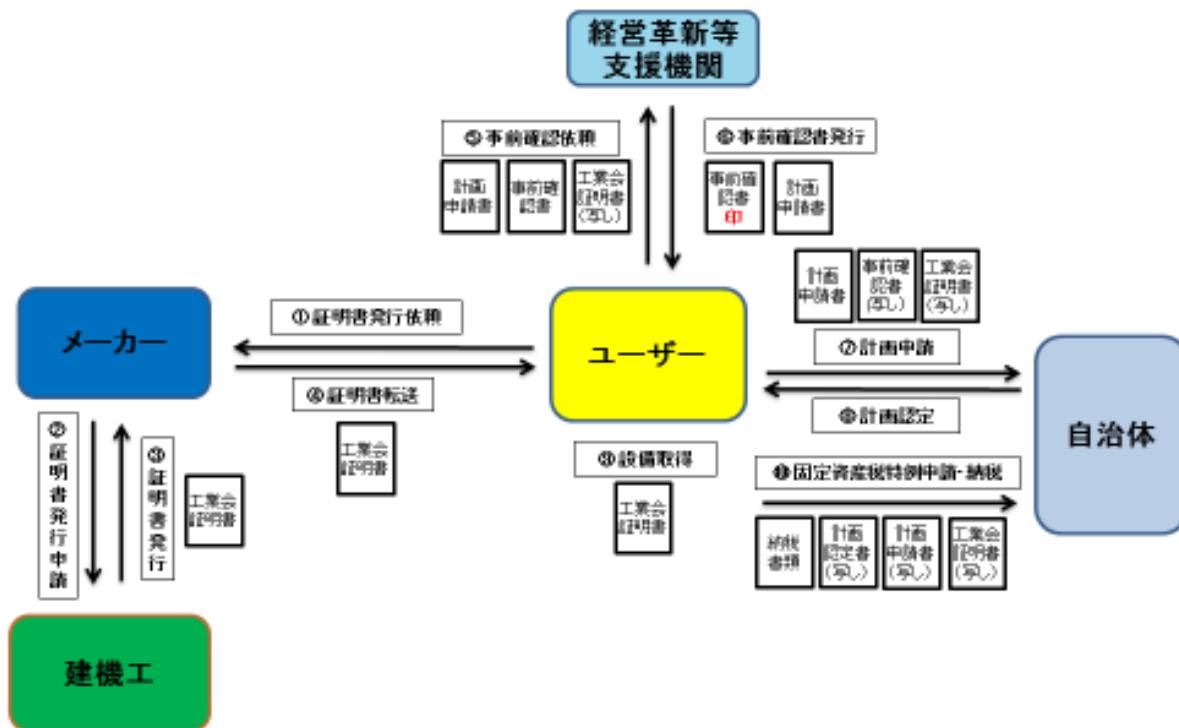 経営革新等
支援機関
⑤事前確認依頼
⑥事前確認書発行
計画
申請書
事前確
認書
工業会
証明書
(写し)
事前確
認書
印
計画
申請書
計画
申請書
事前確
認書
(写し)
工業会
証明書
(写し)
メーカー
①証明書発行依頼
ユーザー
⑦計画申請
④証明書転送
⑧計画認定
自治体
工業会
証明書
②証明書発行申請
③証明書発行
工業会
証明書
⑨設備取得
工業会
証明書
⑩固定資産税特例申請・納税
納税
書類
計画
認定書
(写し)
計画
申請書
(写し)
工業会
証明書
(写し)
建機工